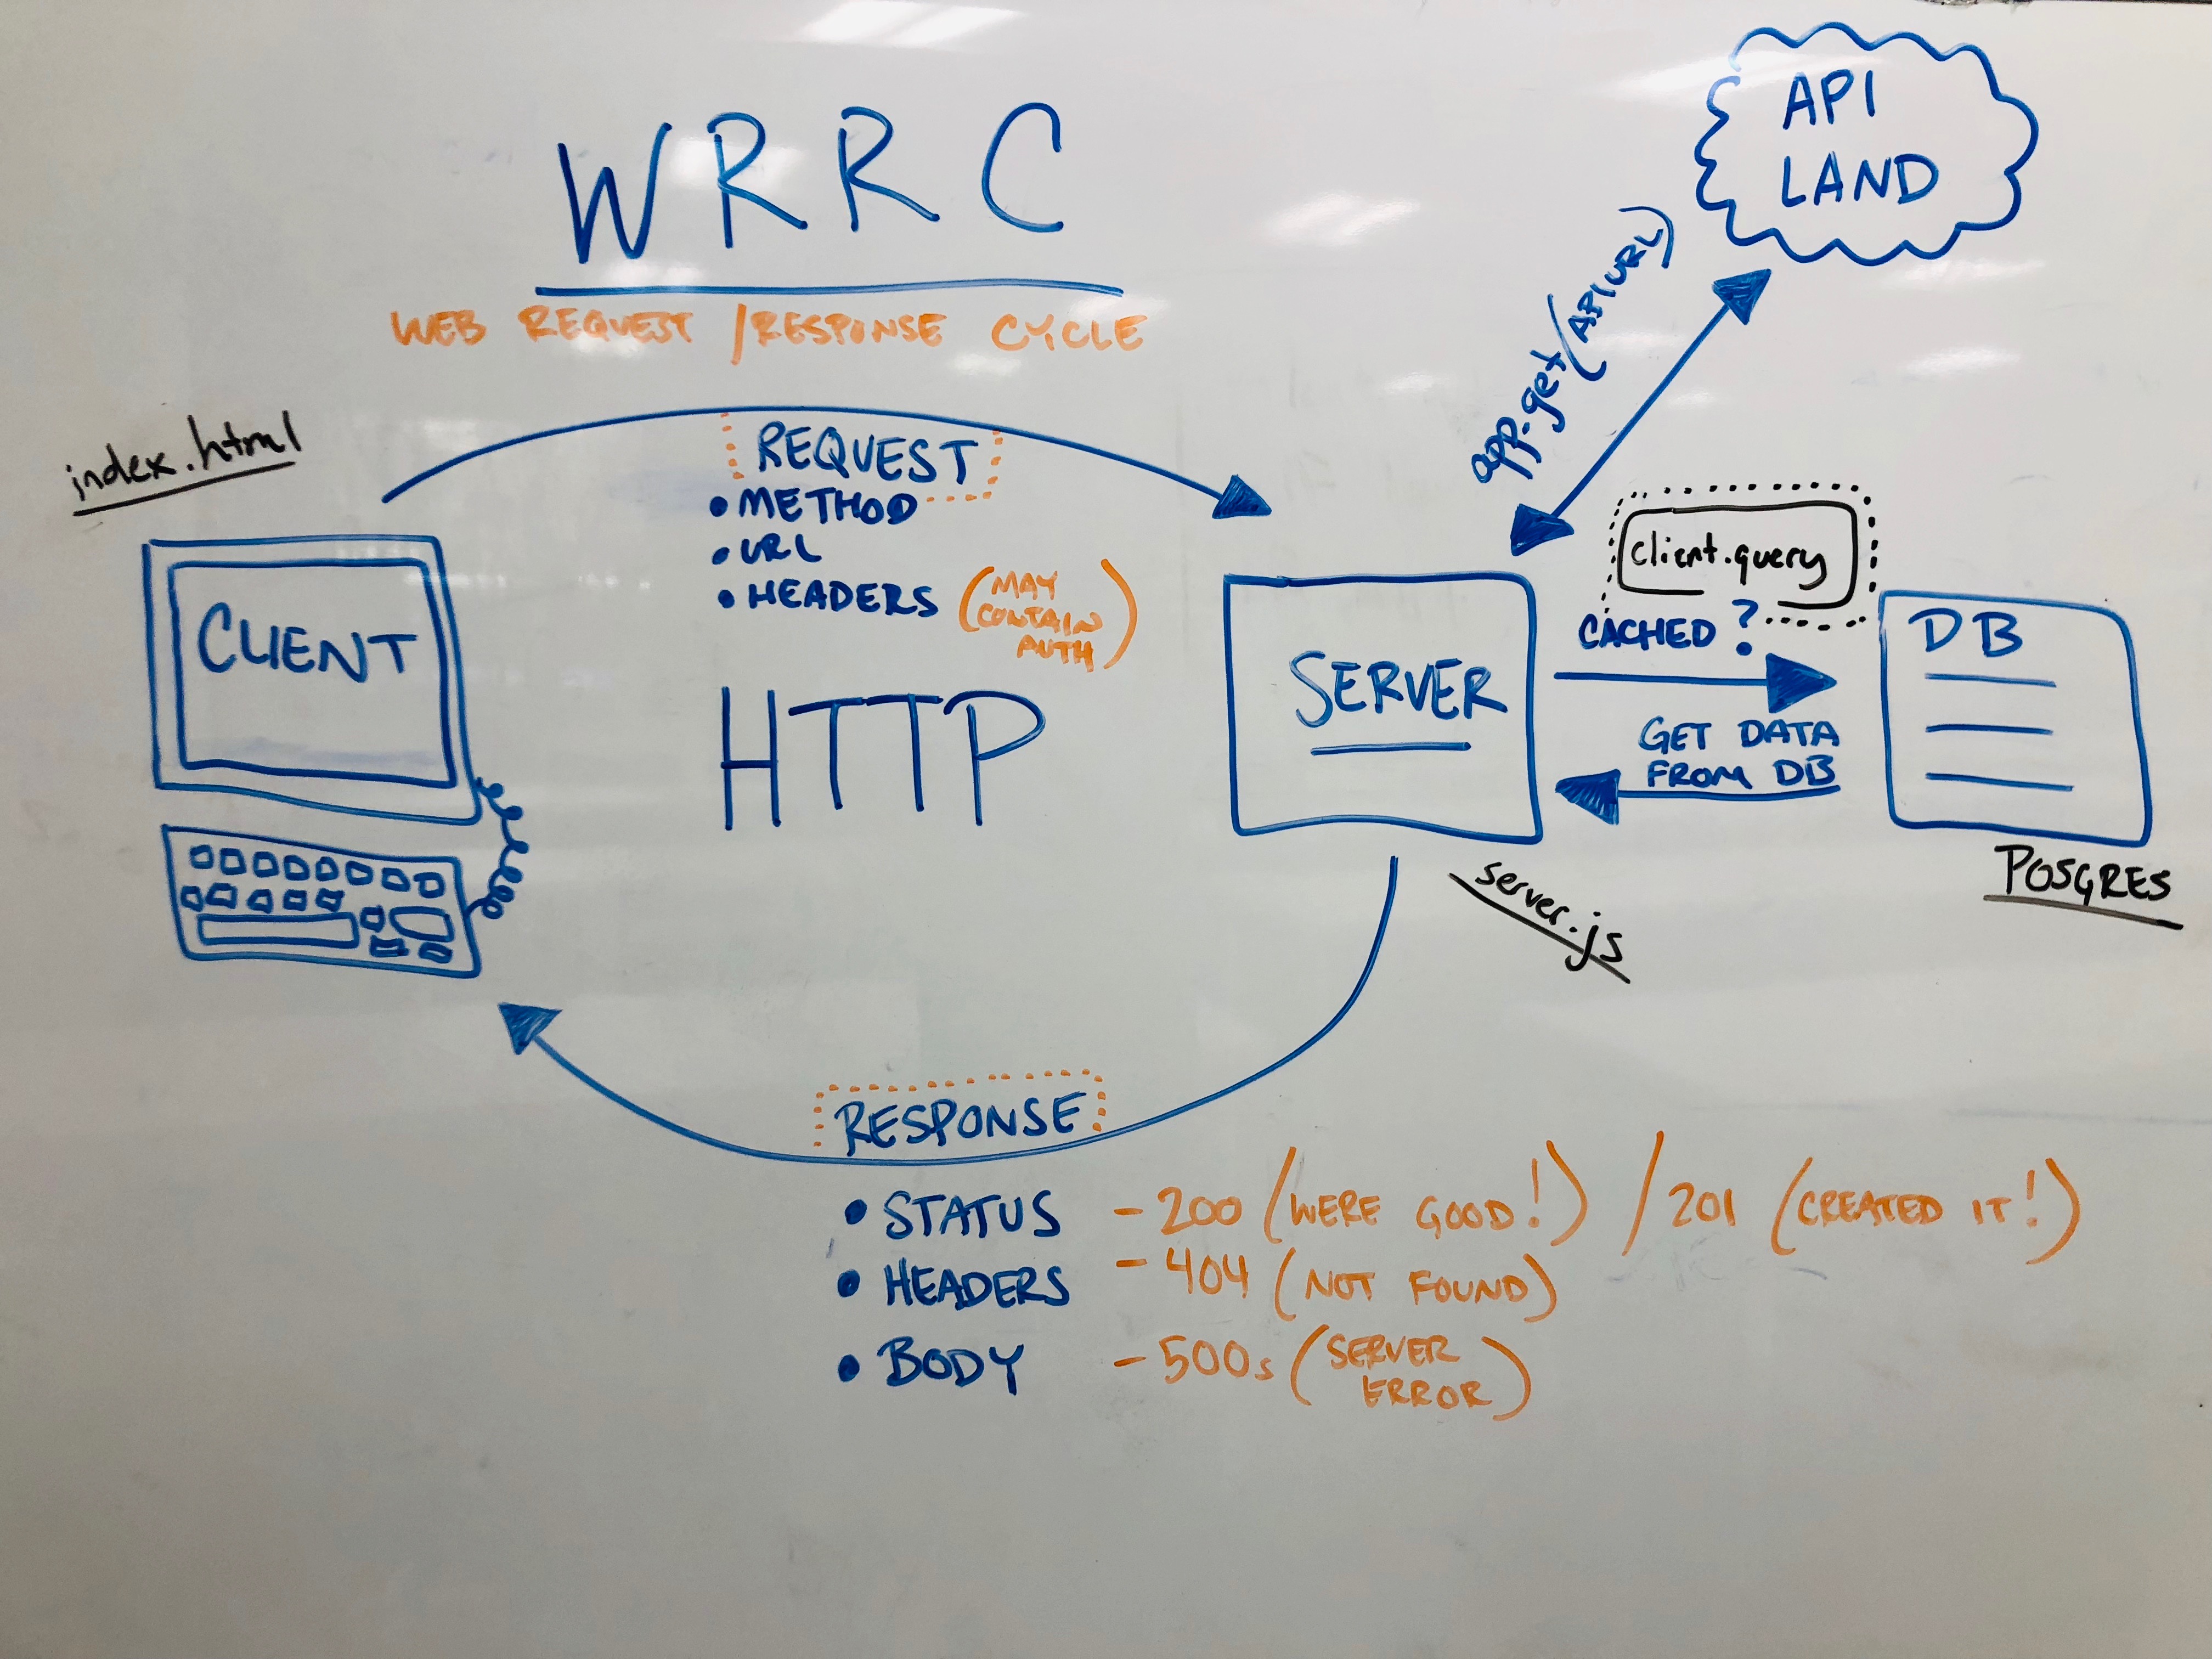 WRRC
WEB REQUEST / RESPONSE CYCLE
API
LAND
app.get(API URL)
index.html
REQUEST
• METHOD
• URL
• HEADERS (MAY
CONTAIN
AUTH)
CLIENT
HTTP
SERVER
server.js
client.query
CACHED?
GET DATA
FROM DB
DB
POSGRES
RESPONSE
• STATUS - 200 (WERE GOOD!) / 201 (CREATED IT!)
• HEADERS - 404 (NOT FOUND)
• BODY - 500s (SERVER
ERROR)